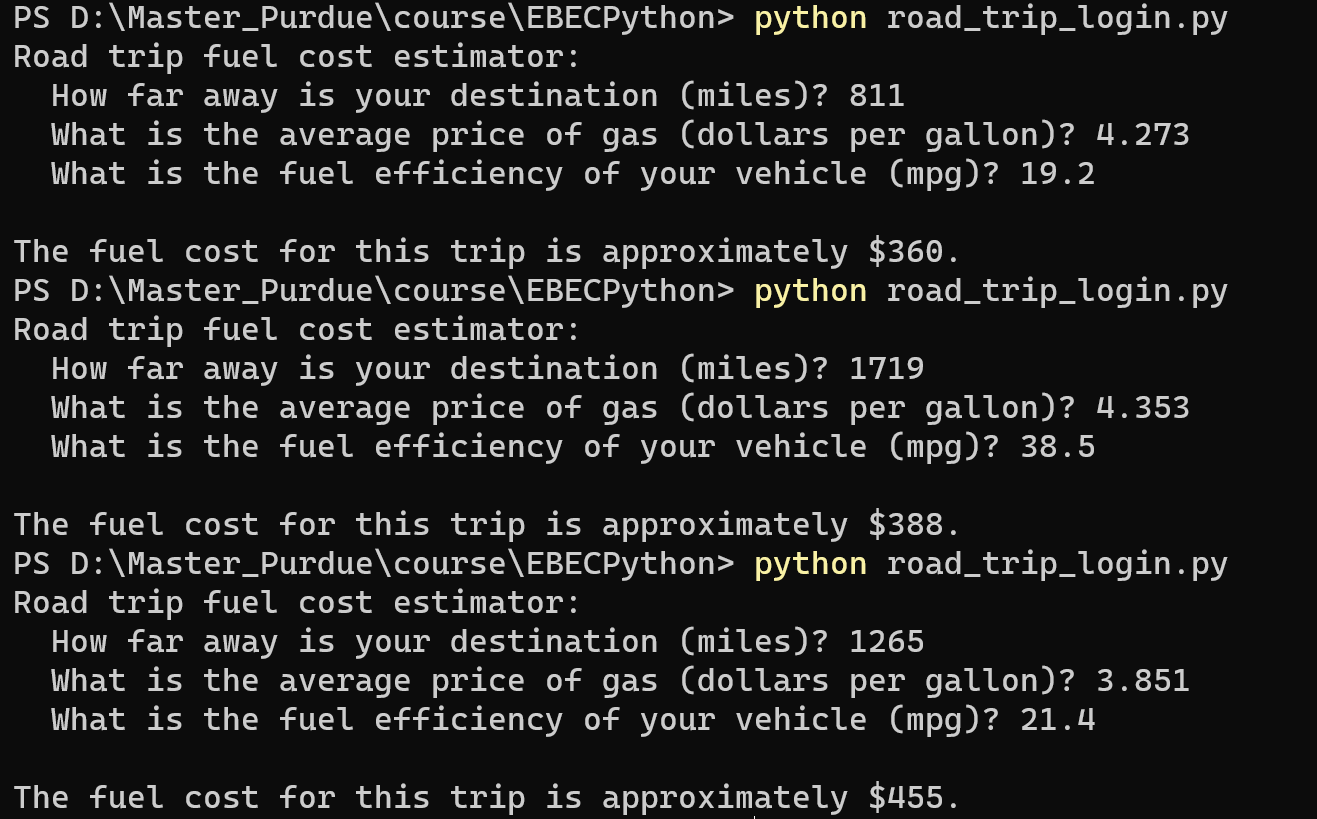 PS D:\Master_Purdue\course\EBECPython> python road_trip_login.py
Road trip fuel cost estimator:
  How far away is your destination (miles)? 811
  What is the average price of gas (dollars per gallon)? 4.273
  What is the fuel efficiency of your vehicle (mpg)? 19.2

The fuel cost for this trip is approximately $360.
PS D:\Master_Purdue\course\EBECPython> python road_trip_login.py
Road trip fuel cost estimator:
  How far away is your destination (miles)? 1719
  What is the average price of gas (dollars per gallon)? 4.353
  What is the fuel efficiency of your vehicle (mpg)? 38.5

The fuel cost for this trip is approximately $388.
PS D:\Master_Purdue\course\EBECPython> python road_trip_login.py
Road trip fuel cost estimator:
  How far away is your destination (miles)? 1265
  What is the average price of gas (dollars per gallon)? 3.851
  What is the fuel efficiency of your vehicle (mpg)? 21.4

The fuel cost for this trip is approximately $455.